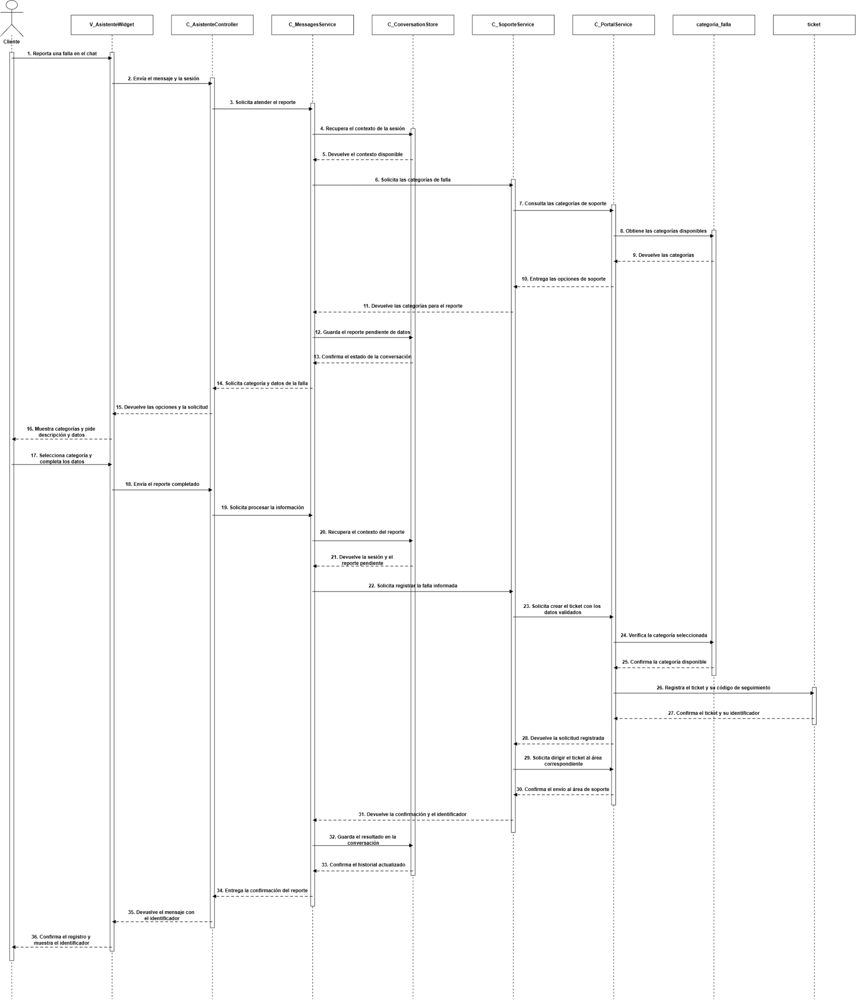 Cliente
V_AsistenteWidget
C_AsistenteController
C_MessagesService
C_ConversationStore
C_SoporteService
C_PortalService
categoria_falla
ticket
1. Reporta una falla en el chat
2. Envía el mensaje y la sesión
3. Solicita atender el reporte
4. Recupera el contexto de la sesión
5. Devuelve el contexto disponible
6. Solicita las categorías de falla
7. Consulta las categorías de soporte
8. Obtiene las categorías disponibles
9. Devuelve las categorías
10. Entrega las opciones de soporte
11. Devuelve las categorías para el reporte
12. Guarda el reporte pendiente de datos
13. Confirma el estado de la conversación
14. Solicita categoría y datos de la falla
15. Devuelve las opciones y la solicitud
16. Muestra categorías y pide
descripción y datos
17. Selecciona categoría y
completa los datos
18. Envía el reporte completado
19. Solicita procesar la información
20. Recupera el contexto del reporte
21. Devuelve la sesión y el
reporte pendiente
22. Solicita registrar la falla informada
23. Solicita crear el ticket con los
datos validados
24. Verifica la categoría seleccionada
25. Confirma la categoría disponible
26. Registra el ticket y su código de seguimiento
27. Confirma el ticket y su identificador
28. Devuelve la solicitud registrada
29. Solicita dirigir el ticket al área
correspondiente
30. Confirma el envío al área de soporte
31. Devuelve la confirmación y el identificador
32. Guarda el resultado en la
conversación
33. Confirma el historial actualizado
34. Entrega la confirmación del reporte
35. Devuelve el mensaje con
el identificador
36. Confirma el registro y
muestra el identificador